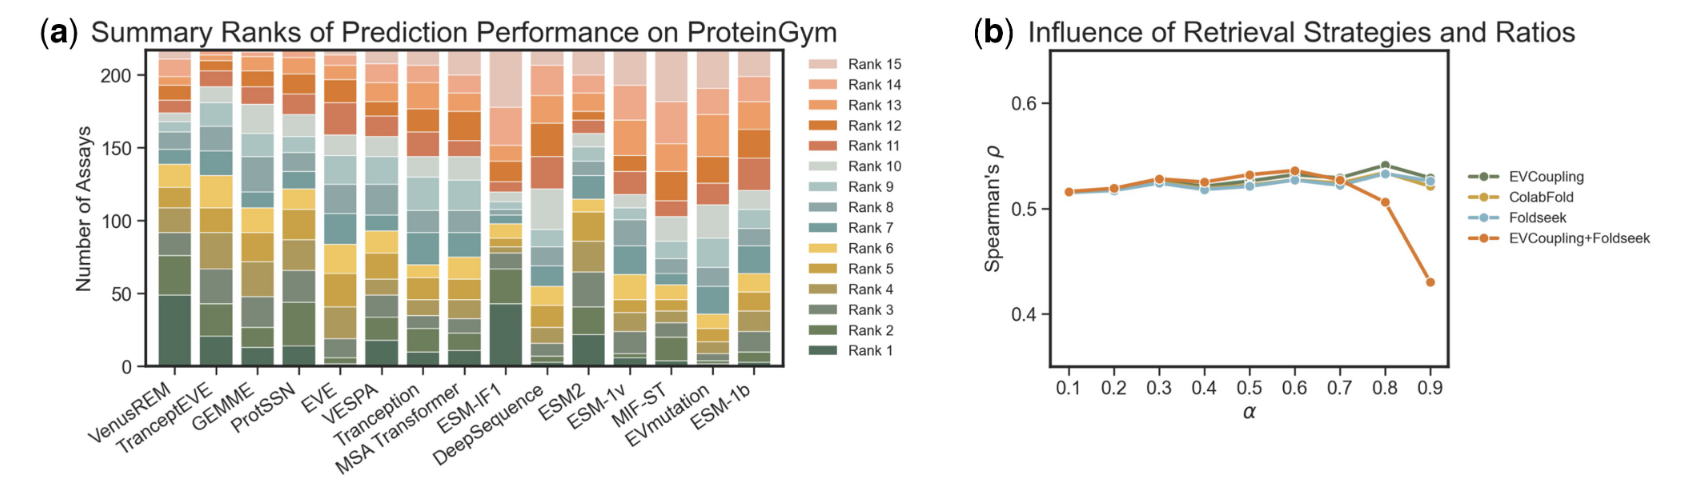 (a) Summary Ranks of Prediction Performance on ProteinGym
Number of Assays
200
150
100
50
0
VenusREM
TranceptEVE
GEMME
ProtSSN
EVE
VESPA
Tranception
MSA Transformer
ESM-IF1
DeepSequence
ESM2
ESM-1v
MIF-ST
EVmutation
ESM-1b
Rank 15
Rank 14
Rank 13
Rank 12
Rank 11
Rank 10
Rank 9
Rank 8
Rank 7
Rank 6
Rank 5
Rank 4
Rank 3
Rank 2
Rank 1
(b) Influence of Retrieval Strategies and Ratios
Spearman's ρ
0.6
0.5
0.4
0.1 0.2 0.3 0.4 0.5 0.6 0.7 0.8 0.9
α
EVCoupling
ColabFold
Foldseek
EVCoupling+Foldseek